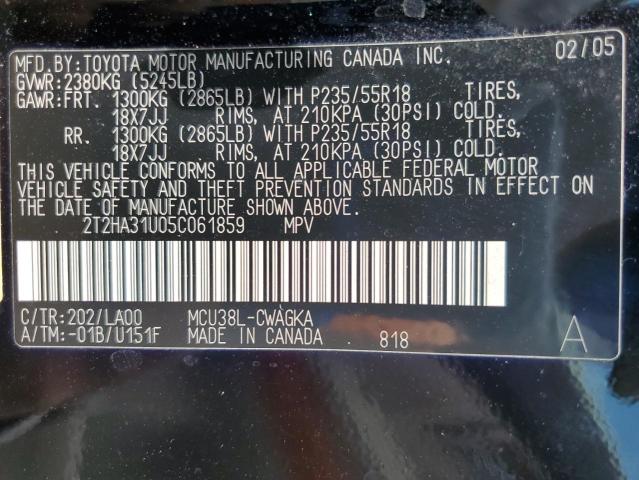 MFD.BY:TOYOTA MOTOR MANUFACTURING CANADA INC. 02/05
GVWR:2380KG (5245LB)
GAWR:FRT. 1300KG (2865LB) WITH P235/55R18 TIRES,
18X7JJ RIMS, AT 210KPA (30PSI) COLD.
RR. 1300KG (2865LB) WITH P235/55R18 TIRES,
18X7JJ RIMS, AT 210KPA (30PSI) COLD.
THIS VEHICLE CONFORMS TO ALL APPLICABLE FEDERAL MOTOR
VEHICLE SAFETY AND THEFT PREVENTION STANDARDS IN EFFECT ON
THE DATE OF MANUFACTURE SHOWN ABOVE.
2T2HA31U05C061859 MPV
C/TR:202/LA00 MCU38L-CWAGKA
A/TM:-01B/U151F MADE IN CANADA 818 A